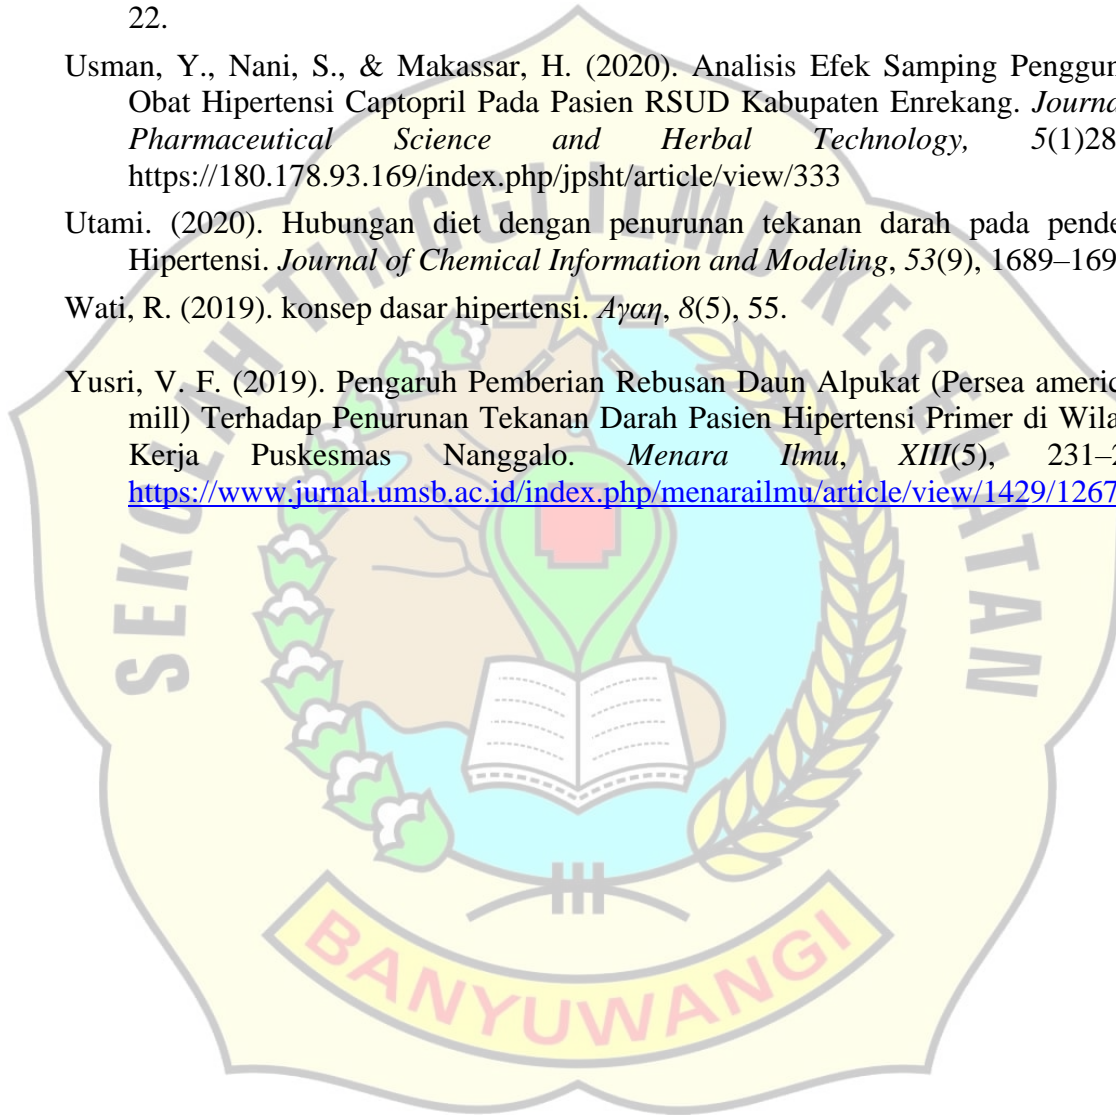 22.
Usman, Y., Nani, S., & Makassar, H. (2020). Analisis Efek Samping Penggun
Obat Hipertensi Captopril Pada Pasien RSUD Kabupaten Enrekang. Journa
Pharmaceutical Science and Herbal Technology, 5(1)28
https://180.178.93.169/index.php/jpsht/article/view/333
Utami. (2020). Hubungan diet dengan penurunan tekanan darah pada pende
Hipertensi. Journal of Chemical Information and Modeling, 53(9), 1689–169
Wati, R. (2019). konsep dasar hipertensi. Αγαη, 8(5), 55.
Yusri, V. F. (2019). Pengaruh Pemberian Rebusan Daun Alpukat (Persea americ
mill) Terhadap Penurunan Tekanan Darah Pasien Hipertensi Primer di Wila
Kerja Puskesmas Nanggalo. Menara Ilmu, XIII(5), 231–2
https://www.jurnal.umsb.ac.id/index.php/menarailmu/article/view/1429/1267
SEKOLAH TINGGI ILMU KESEHATAN
BANYUWANGI